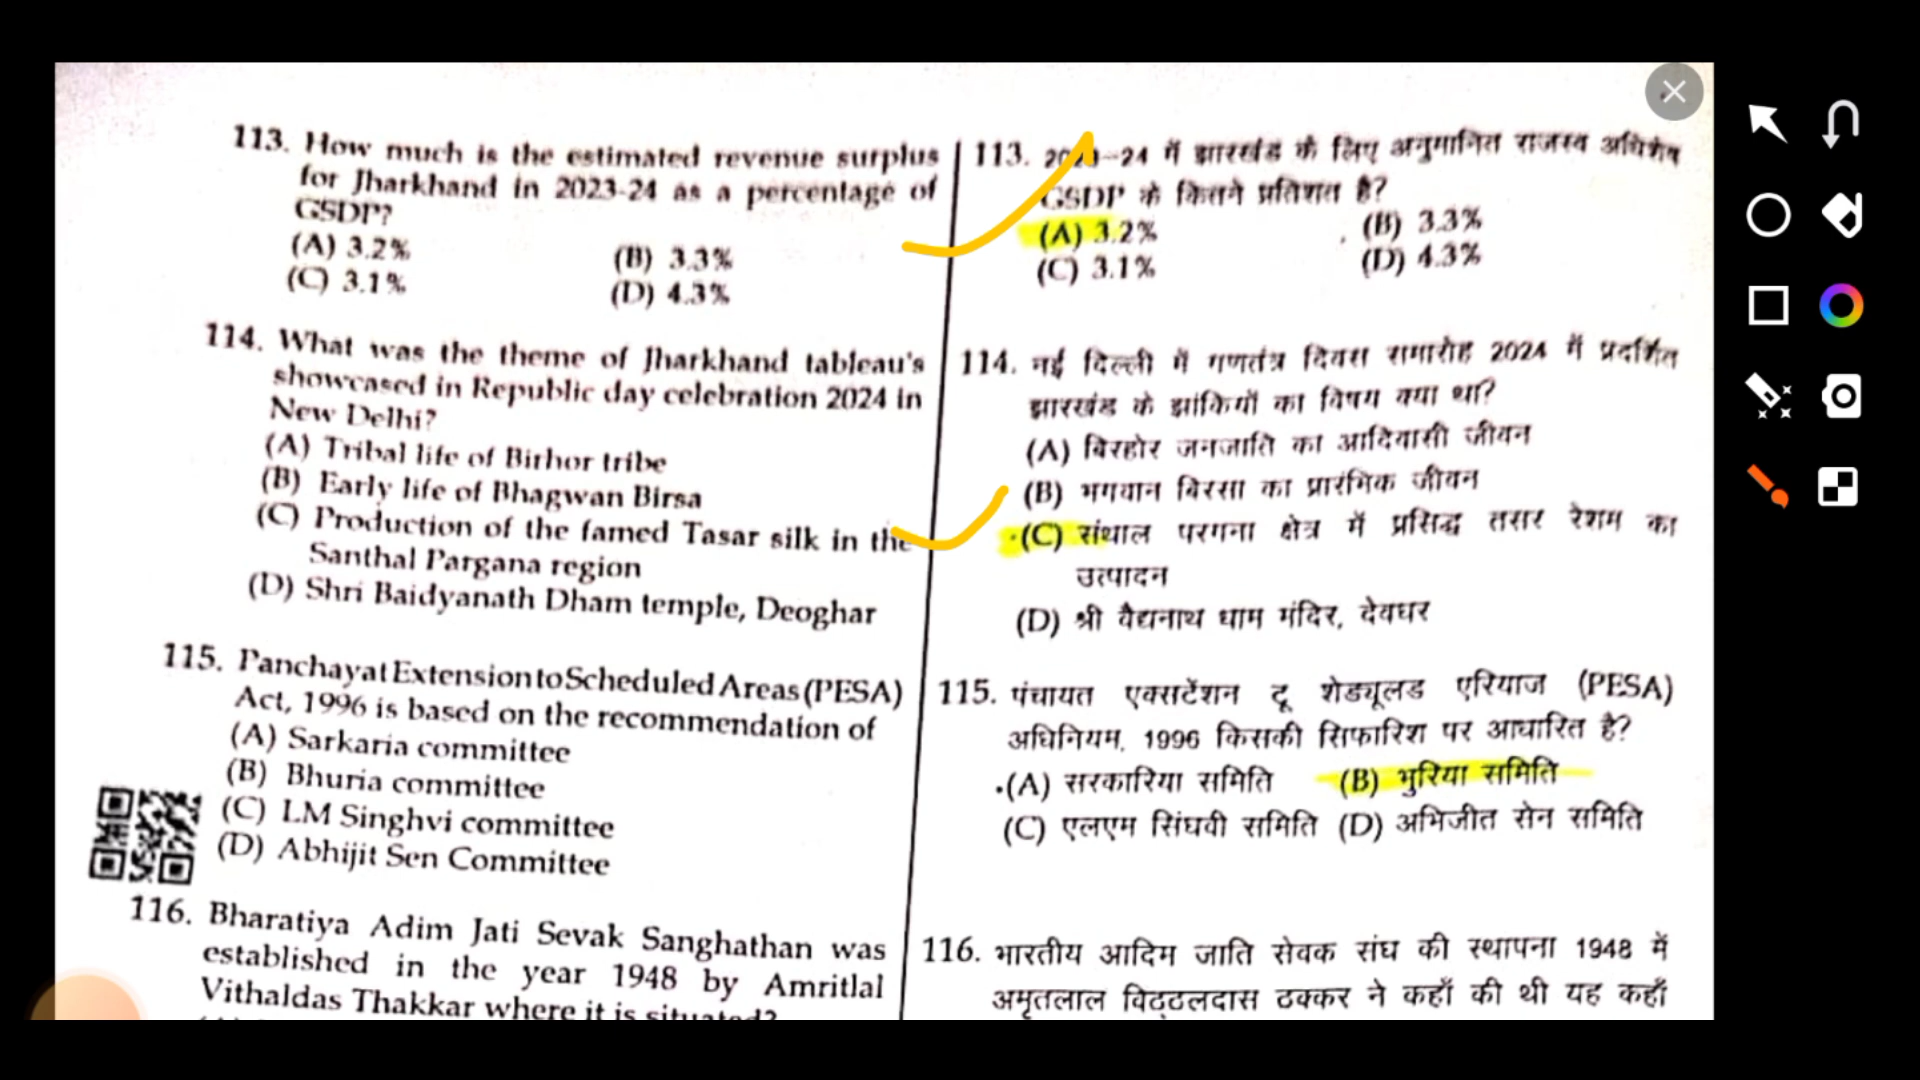 113. How much is the estimated revenue surplus
for Jharkhand in 2023-24 as a percentage of
GSDP?
(A) 3.2%
(B) 3.3%
(C) 3.1%
(D) 4.3%
114. What was the theme of Jharkhand tableau's
showcased in Republic day celebration 2024 in
New Delhi?
(A) Tribal life of Birhor tribe
(B) Early life of Bhagwan Birsa
(C) Production of the famed Tasar silk in the
Santhal Pargana region
(D) Shri Baidyanath Dham temple, Deoghar
115. Panchayat Extension to Scheduled Areas (PESA)
Act, 1996 is based on the recommendation of
(A) Sarkaria committee
(B) Bhuria committee
(C) LM Singhvi committee
(D) Abhijit Sen Committee
116. Bharatiya Adim Jati Sevak Sanghathan was
established in the year 1948 by Amritlal
Vithaldas Thakkar where it is situated?
113. 2023-24 में झारखंड के लिए अनुमानित राजस्व अधिशेष
GSDP के कितने प्रतिशत है?
(A) 3.2%
(B) 3.3%
(C) 3.1%
(D) 4.3%
114. नई दिल्ली में गणतंत्र दिवस समारोह 2024 में प्रदर्शित
झारखंड के झांकियों का विषय क्या था?
(A) बिरहोर जनजाति का आदिवासी जीवन
(B) भगवान बिरसा का प्रारंभिक जीवन
(C) संथाल परगना क्षेत्र में प्रसिद्ध तसर रेशम का
उत्पादन
(D) श्री वैद्यनाथ धाम मंदिर, देवघर
115. पंचायत एक्सटेंशन टू शेड्यूलड एरियाज (PESA)
अधिनियम, 1996 किसकी सिफारिश पर आधारित है?
(A) सरकारिया समिति (B) भुरिया समिति
(C) एलएम सिंघवी समिति (D) अभिजीत सेन समिति
116. भारतीय आदिम जाति सेवक संघ की स्थापना 1948 में
अमृतलाल विट्ठलदास ठक्कर ने कहाँ की थी यह कहाँ